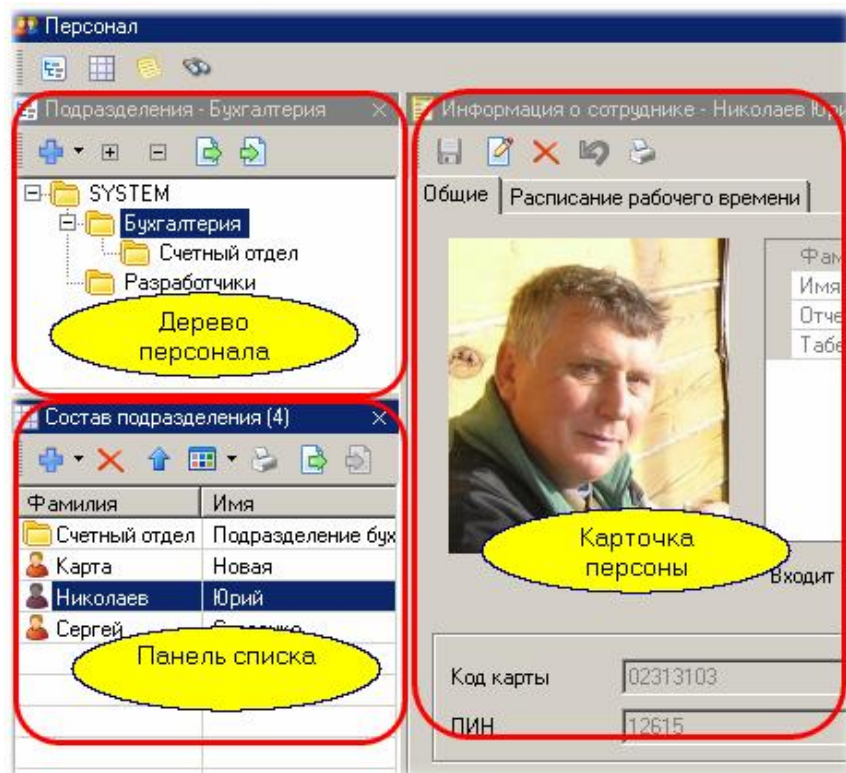 Персонал
Подразделения - Бухгалтерия
SYSTEM
Бухгалтерия
Счетный отдел
Разработчики
Дерево
персонала
Состав подразделения (4)
Фамилия Имя
Счетный отдел Подразделение бух
Карта Новая
Николаев Юрий
Сергей
Панель списка
Информация о сотруднике - Николаев Юри
Общие Расписание рабочего времени
Фам
Имя
Отче
Табе
Карточка
персоны
Входит
Код карты 02313103
ПИН 12615